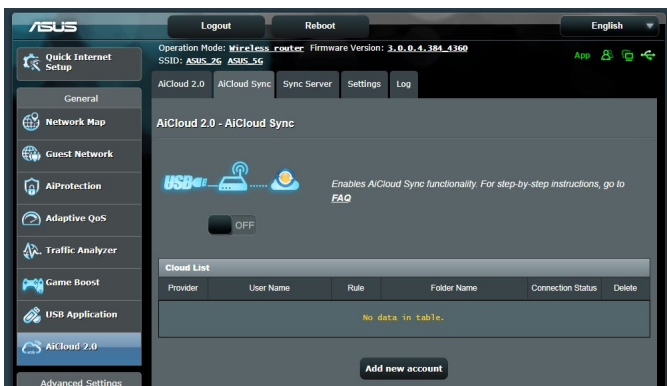 ASUS
Logout
Reboot
English
Quick Internet
Setup
Operation Mode: Wireless router Firmware Version: 3.0.0.4.384_4360
SSID: ASUS_2G ASUS_5G
App
General
Network Map
Guest Network
AiProtection
Adaptive QoS
Traffic Analyzer
Game Boost
USB Application
AiCloud 2.0
Advanced Settings
AiCloud 2.0 AiCloud Sync Sync Server Settings Log
AiCloud 2.0 - AiCloud Sync
USB
Enables AiCloud Sync functionality. For step-by-step instructions, go to
FAQ
OFF
Cloud List
Provider User Name Rule Folder Name Connection Status Delete
No data in table.
Add new account